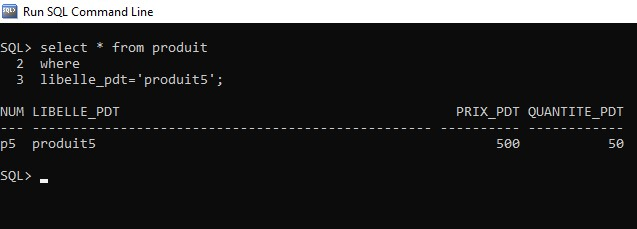 Run SQL Command Line
SQL> select * from produit
2 where
3 libelle_pdt='produit5';
NUM LIBELLE_PDT PRIX_PDT QUANTITE_PDT
--- -------------------------------------------------- ---------- ------------
p5 produit5 500 50
SQL> _